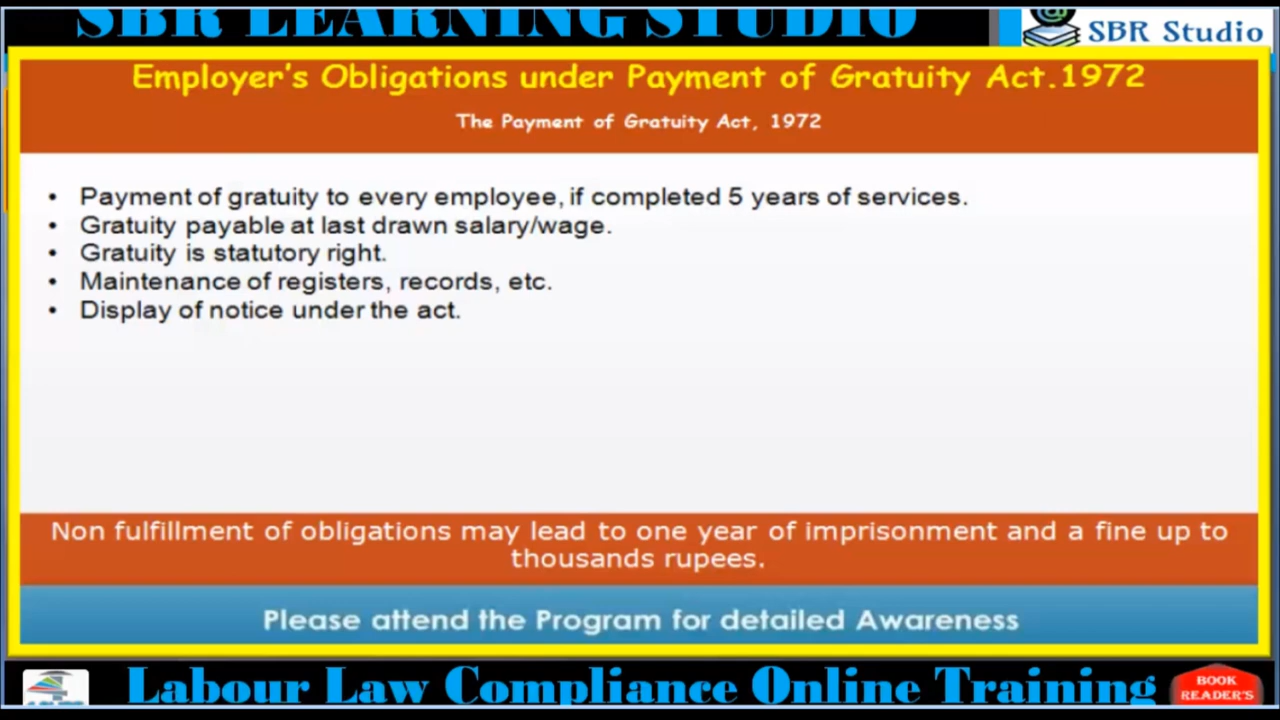 SBR LEARNING STUDIO
SBR Studio
Employer's Obligations under Payment of Gratuity Act.1972
The Payment of Gratuity Act, 1972
• Payment of gratuity to every employee, if completed 5 years of services.
• Gratuity payable at last drawn salary/wage.
• Gratuity is statutory right.
• Maintenance of registers, records, etc.
• Display of notice under the act.
Non fulfillment of obligations may lead to one year of imprisonment and a fine up to
thousands rupees.
Please attend the Program for detailed Awareness
Labour Law Compliance Online Training
BOOK
READER'S